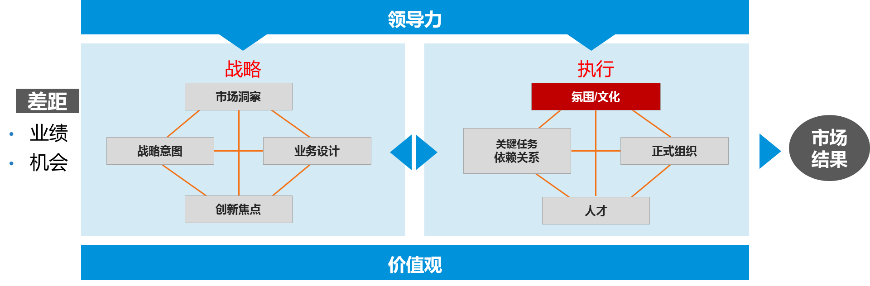 领导力
差距
• 业绩
• 机会
战略
市场洞察
战略意图
业务设计
创新焦点
执行
氛围/文化
关键任务
依赖关系
正式组织
人才
市场
结果
价值观